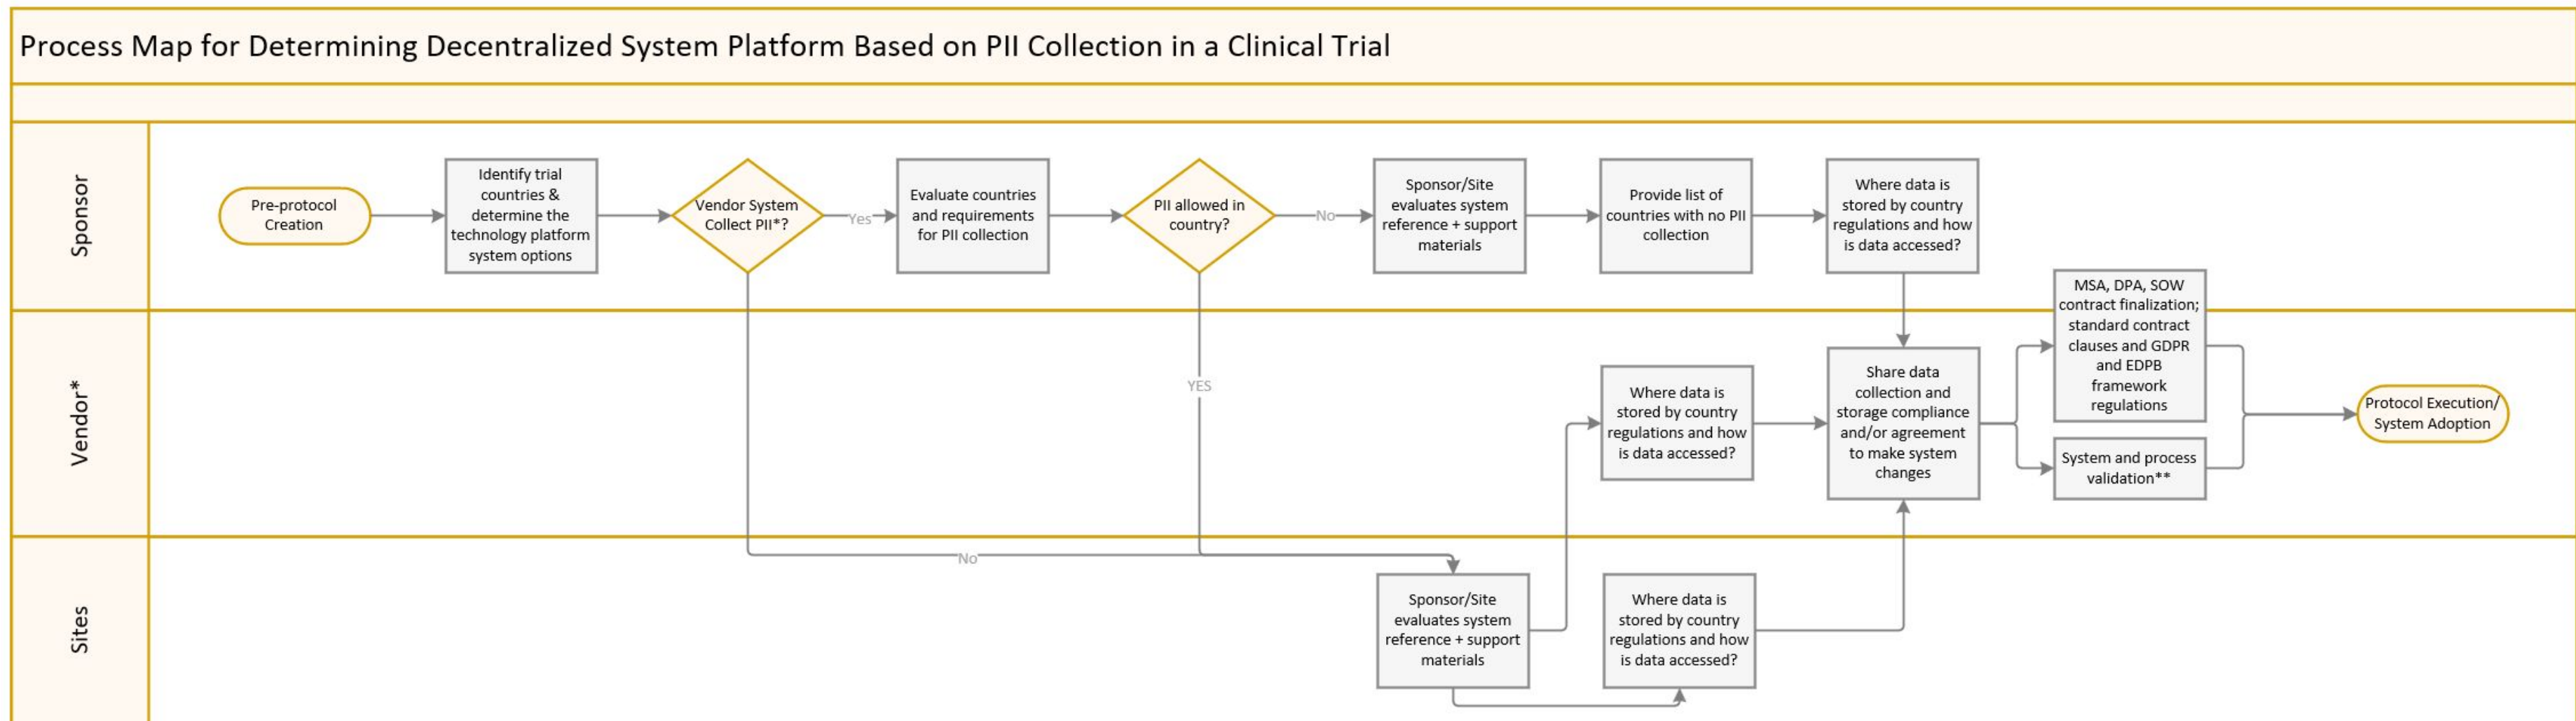 Process Map for Determining Decentralized System Platform Based on PII Collection in a Clinical Trial
Sponsor
Pre-protocol
Creation
Identify trial
countries &
determine the
technology platform
system options
Vendor System
Collect PII*?
Yes
Evaluate countries
and requirements
for PII collection
PII allowed in
country?
No
Sponsor/Site
evaluates system
reference + support
materials
Provide list of
countries with no PII
collection
Where data is
stored by country
regulations and how
is data accessed?
Vendor*
YES
Where data is
stored by country
regulations and how
is data accessed?
Share data
collection and
storage compliance
and/or agreement
to make system
changes
MSA, DPA, SOW
contract finalization;
standard contract
clauses and GDPR
and EDPB
framework
regulations
System and process
validation**
Protocol Execution/
System Adoption
Sites
No
Sponsor/Site
evaluates system
reference + support
materials
Where data is
stored by country
regulations and how
is data accessed?